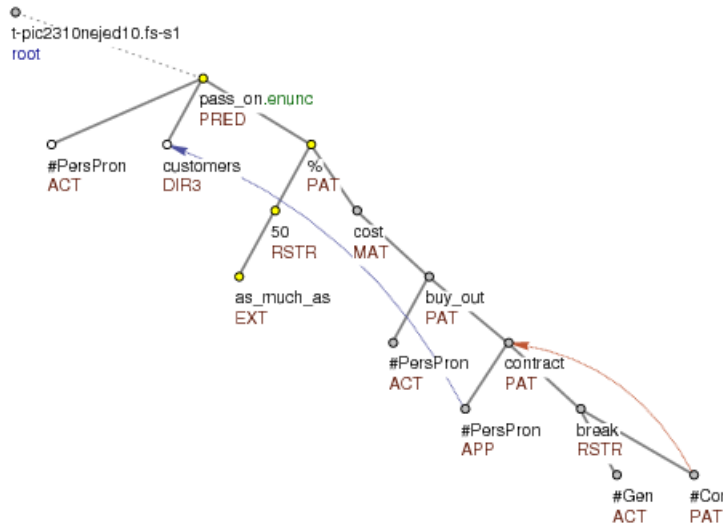 t-pic2310nejed10.fs-s1
root
pass_on.enunc
PRED
#PersPron
ACT
customers
DIR3
%
PAT
50
RSTR
cost
MAT
as_much_as
EXT
buy_out
PAT
#PersPron
ACT
contract
PAT
#PersPron
APP
break
RSTR
#Gen
ACT
#Cor
PAT